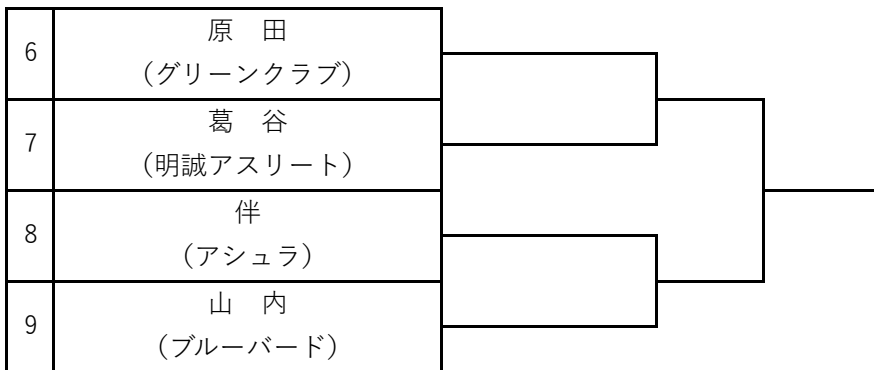 6
原　田
（グリーンクラブ）
7
葛　谷
（明誠アスリート）
8
伴
（アシュラ）
9
山　内
（ブルーバード）